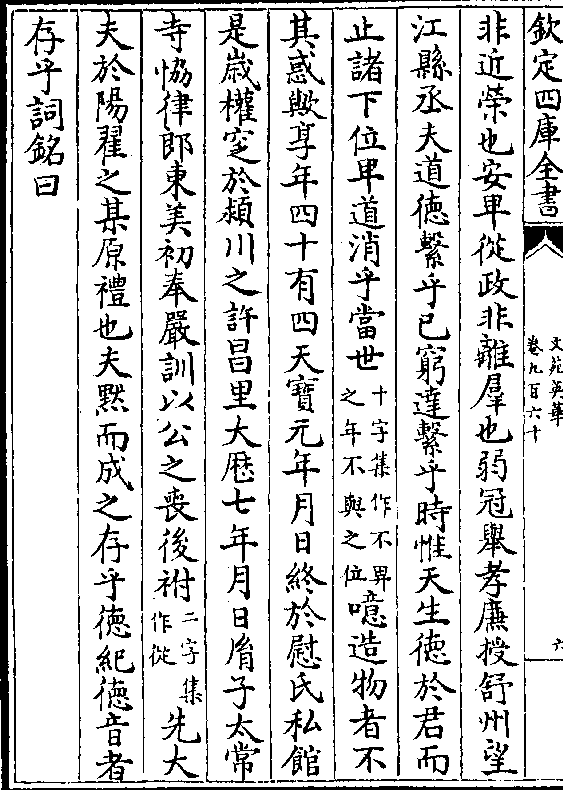 欽定四庫全書
文苑英華
卷九百六十
六
非近榮也安卑從政非離羣也弱冠舉孝廉授舒州望
江縣丞夫道德繫乎已窮達繫乎時惟天生德於君而
止諸下位卑道消乎當世十字集作不畀之年不與之位噫造物者不
其惑歟享年四十有四天寶元年月日終於尉氏私館
是嵗權窆於潁川之許昌里大厯七年月日胤子太常
寺恊律郎東美初奉嚴訓以公之喪後祔二字集作從先大
夫於陽翟之某原禮也夫黙而成之存乎徳紀德音者
存乎詞銘曰